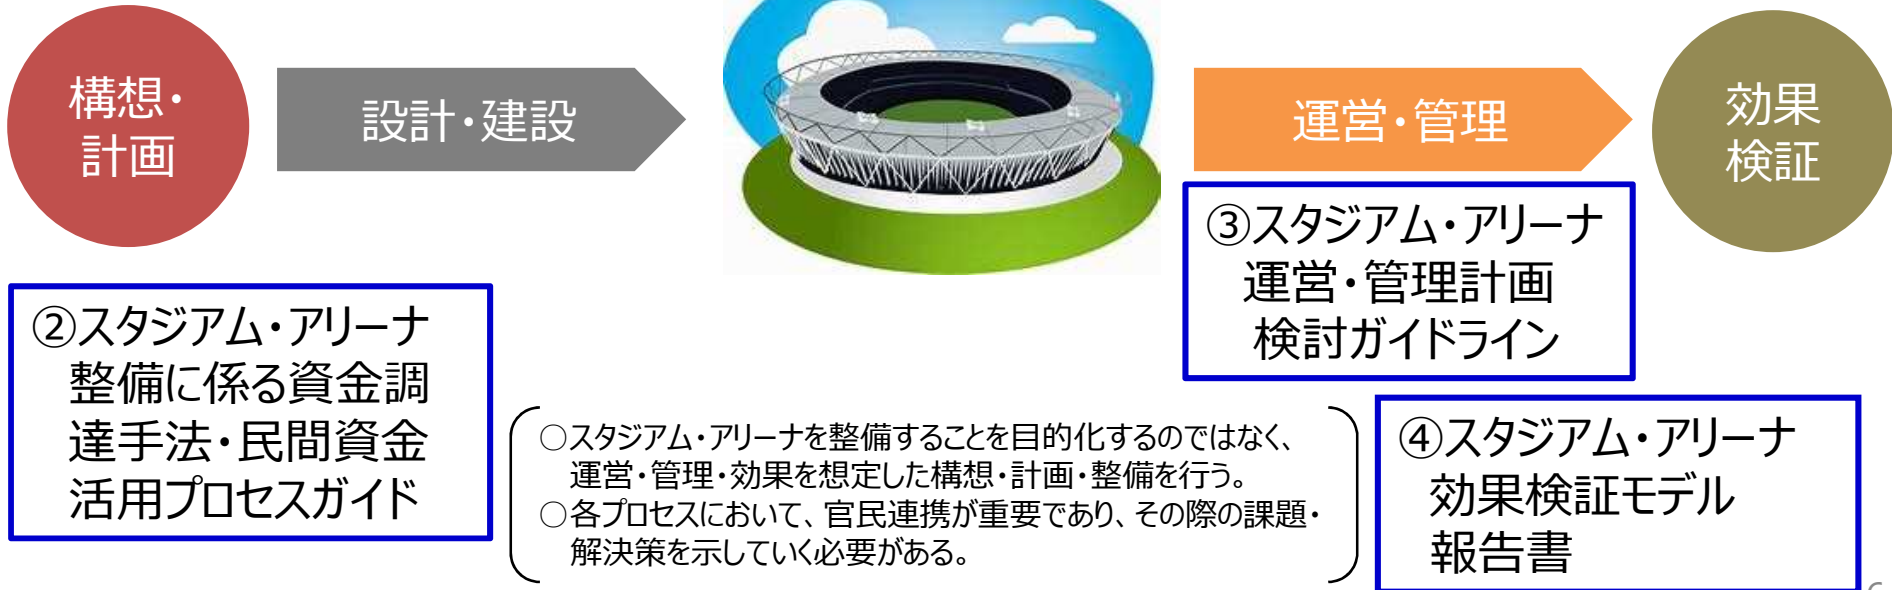 構想・
計画
設計・建設
運営・管理
効果
検証
②スタジアム・アリーナ
整備に係る資金調
達手法・民間資金
活用プロセスガイド
③スタジアム・アリーナ
運営・管理計画
検討ガイドライン
○スタジアム・アリーナを整備することを目的化するのではなく、
運営・管理・効果を想定した構想・計画・整備を行う。
○各プロセスにおいて、官民連携が重要であり、その際の課題・
解決策を示していく必要がある。
④スタジアム・アリーナ
効果検証モデル
報告書